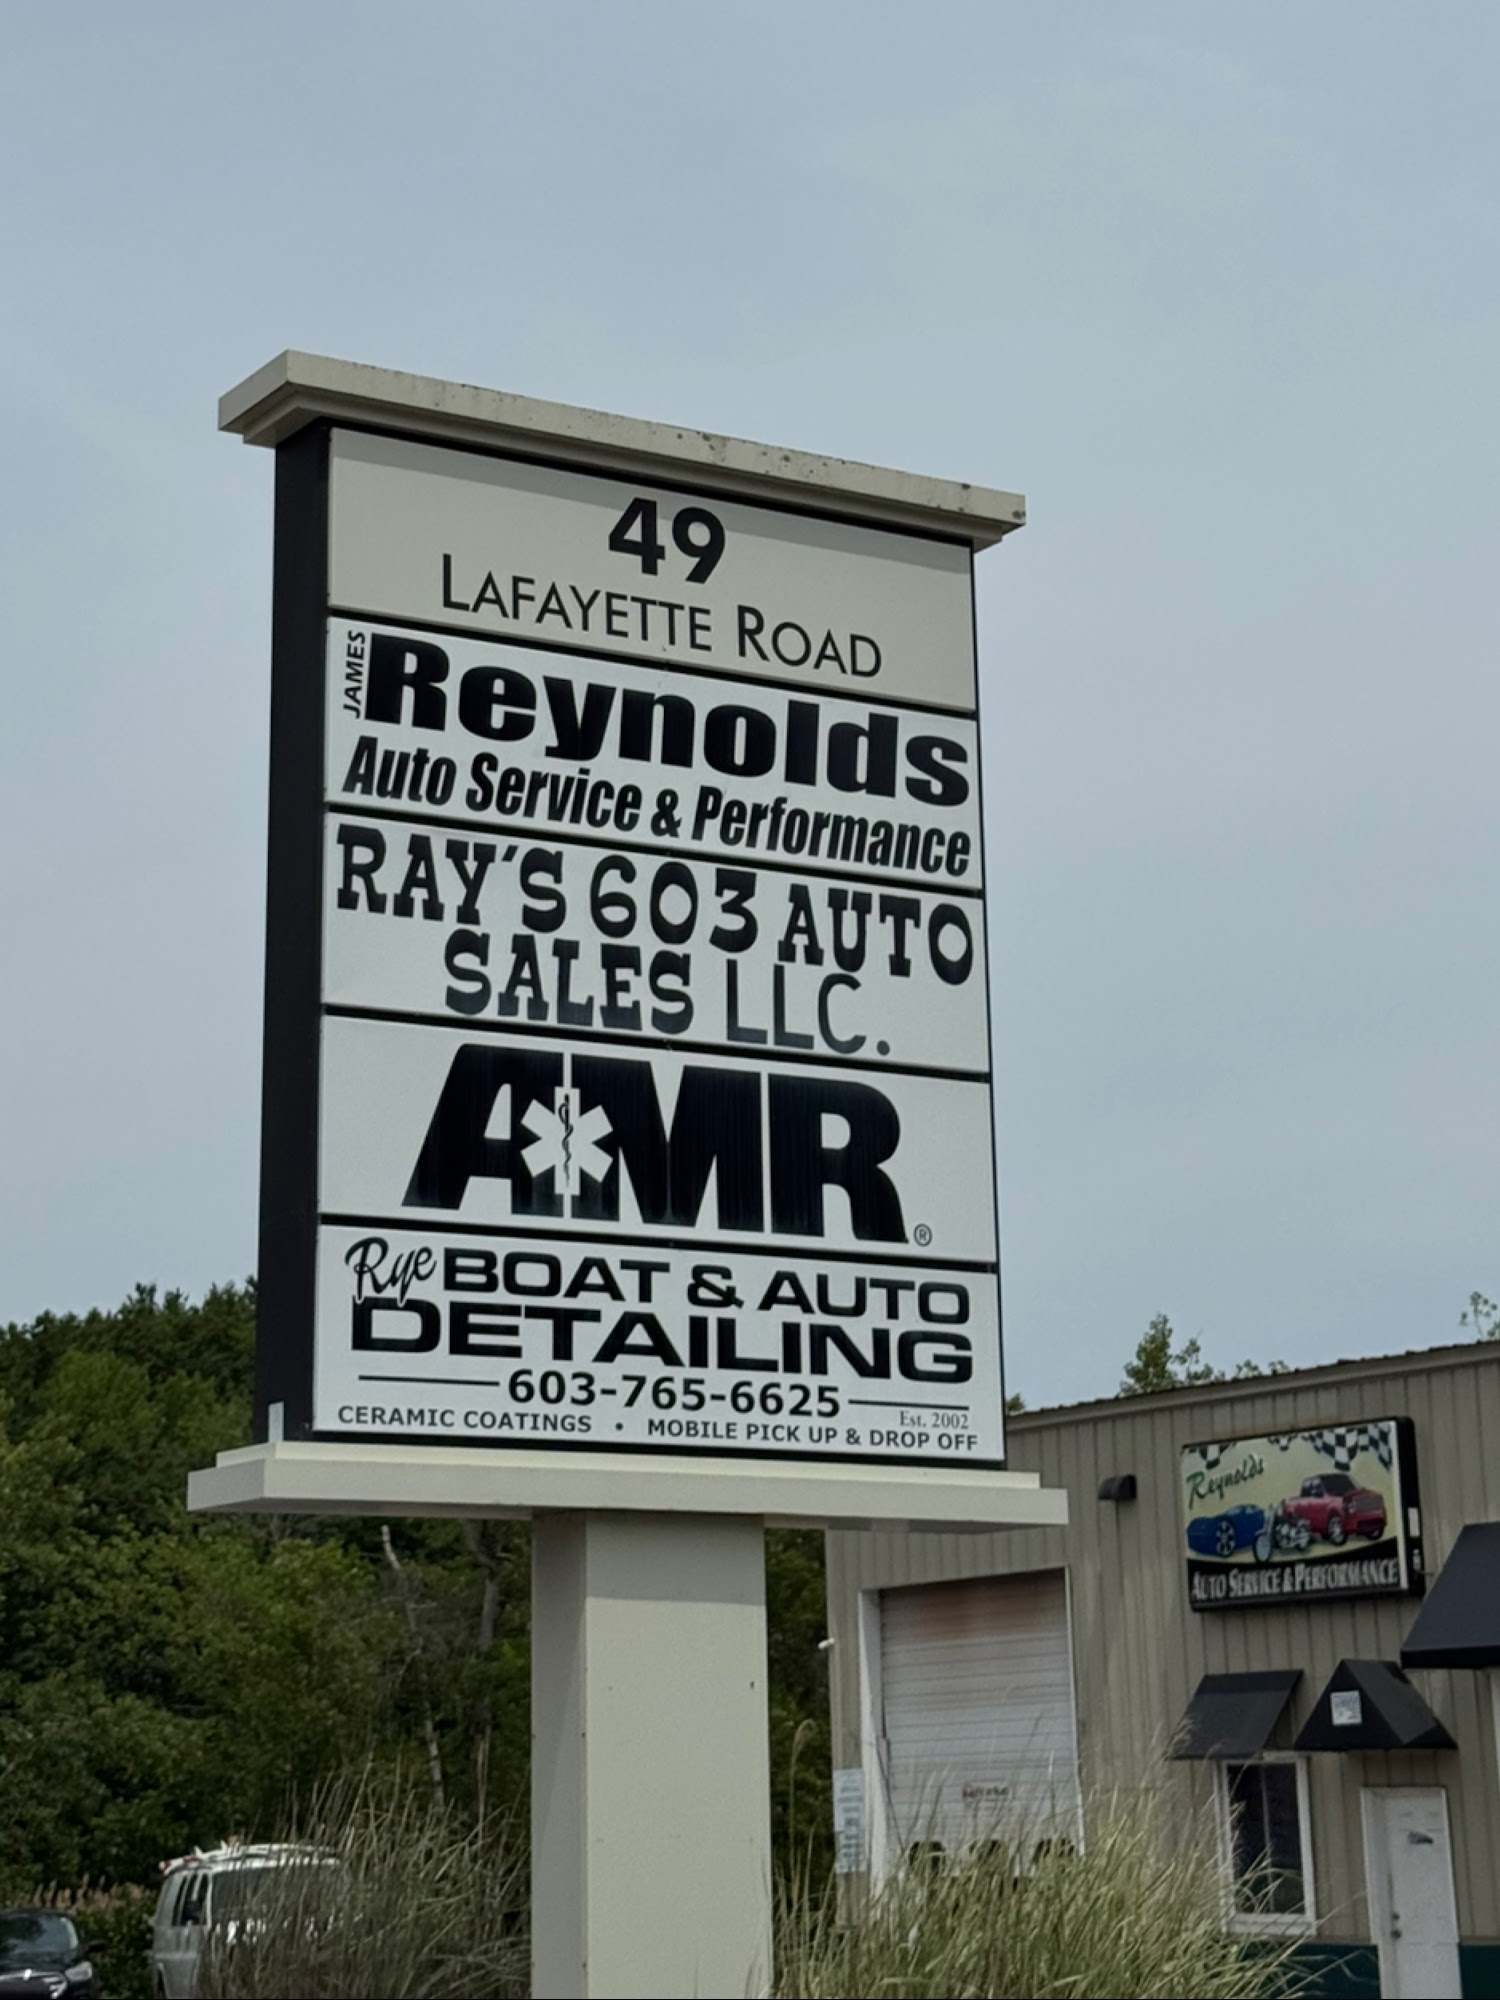 49
LAFAYETTE ROAD
JAMES
Reynolds
Auto Service & Performance
RAY'S 603 AUTO
SALES LLC.
AMR®
Rye BOAT & AUTO
DETAILING
603-765-6625
Est. 2002
CERAMIC COATINGS • MOBILE PICK UP & DROP OFF
Reynolds
AUTO SERVICE & PERFORMANCE